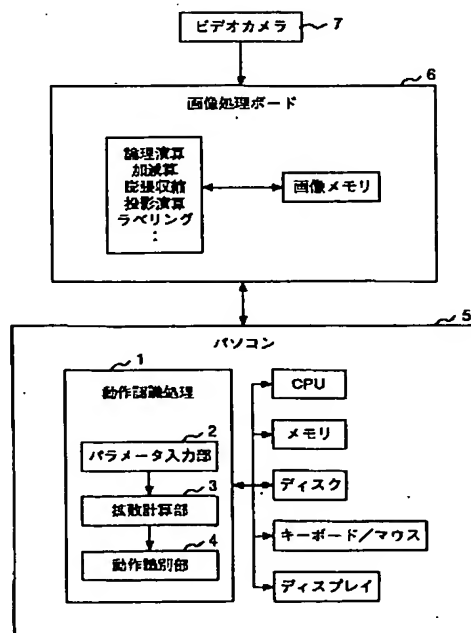 ビデオカメラ
7
6
画像処理ボード
論理演算
加減算
膨張収縮
投影演算
ラベリング
⋮
画像メモリ
5
パソコン
1
動作認識処理
2
パラメータ入力部
3
拡散計算部
4
動作識別部
CPU
メモリ
ディスク
キーボード/マウス
ディスプレイ